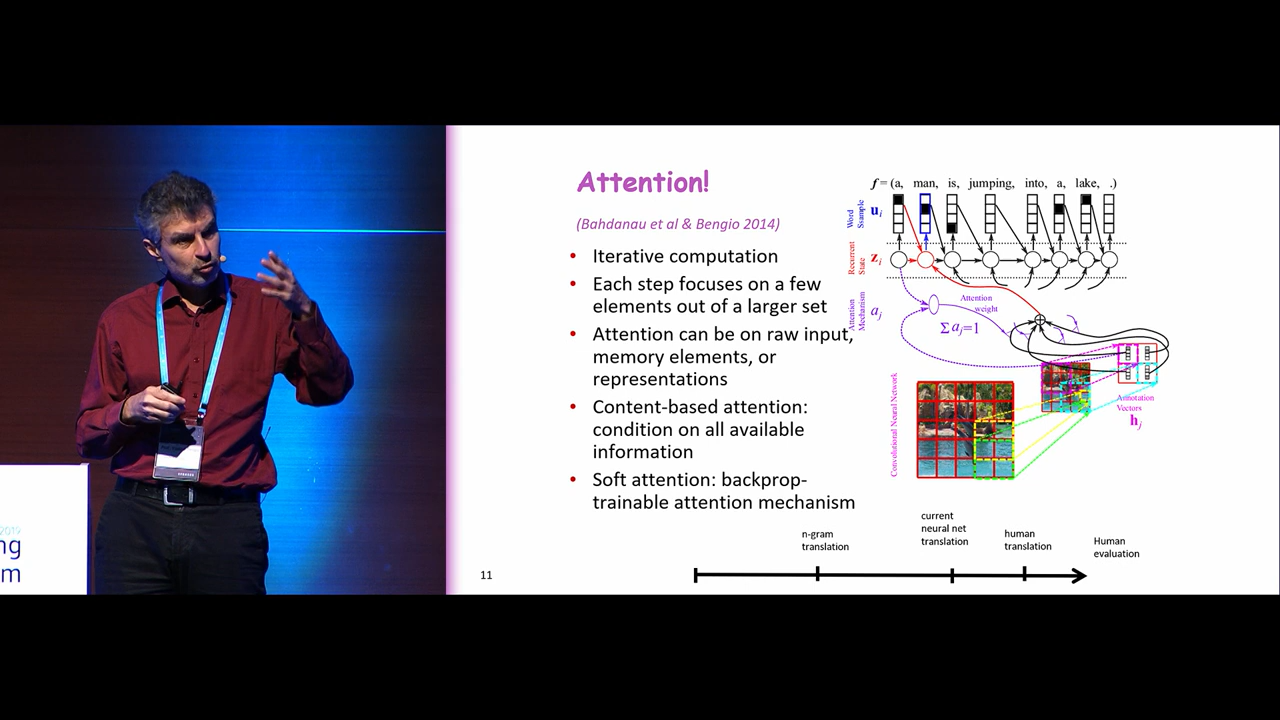 Attention!
(Bahdanau et al & Bengio 2014)
• Iterative computation
• Each step focuses on a few
elements out of a larger set
• Attention can be on raw input,
memory elements, or
representations
• Content-based attention:
condition on all available
information
• Soft attention: backprop-
trainable attention mechanism
f = (a, man, is, jumping, into, a, lake, .)
Word
Ssample
u_i
Recurrent
State
z_i
Attention
Mechanism
a_j
Attention
weight
Σ a_j=1
Convolutional Neural Network
Annotation
Vectors
h_j
n-gram
translation
current
neural net
translation
human
translation
Human
evaluation
11
2019
ng
m